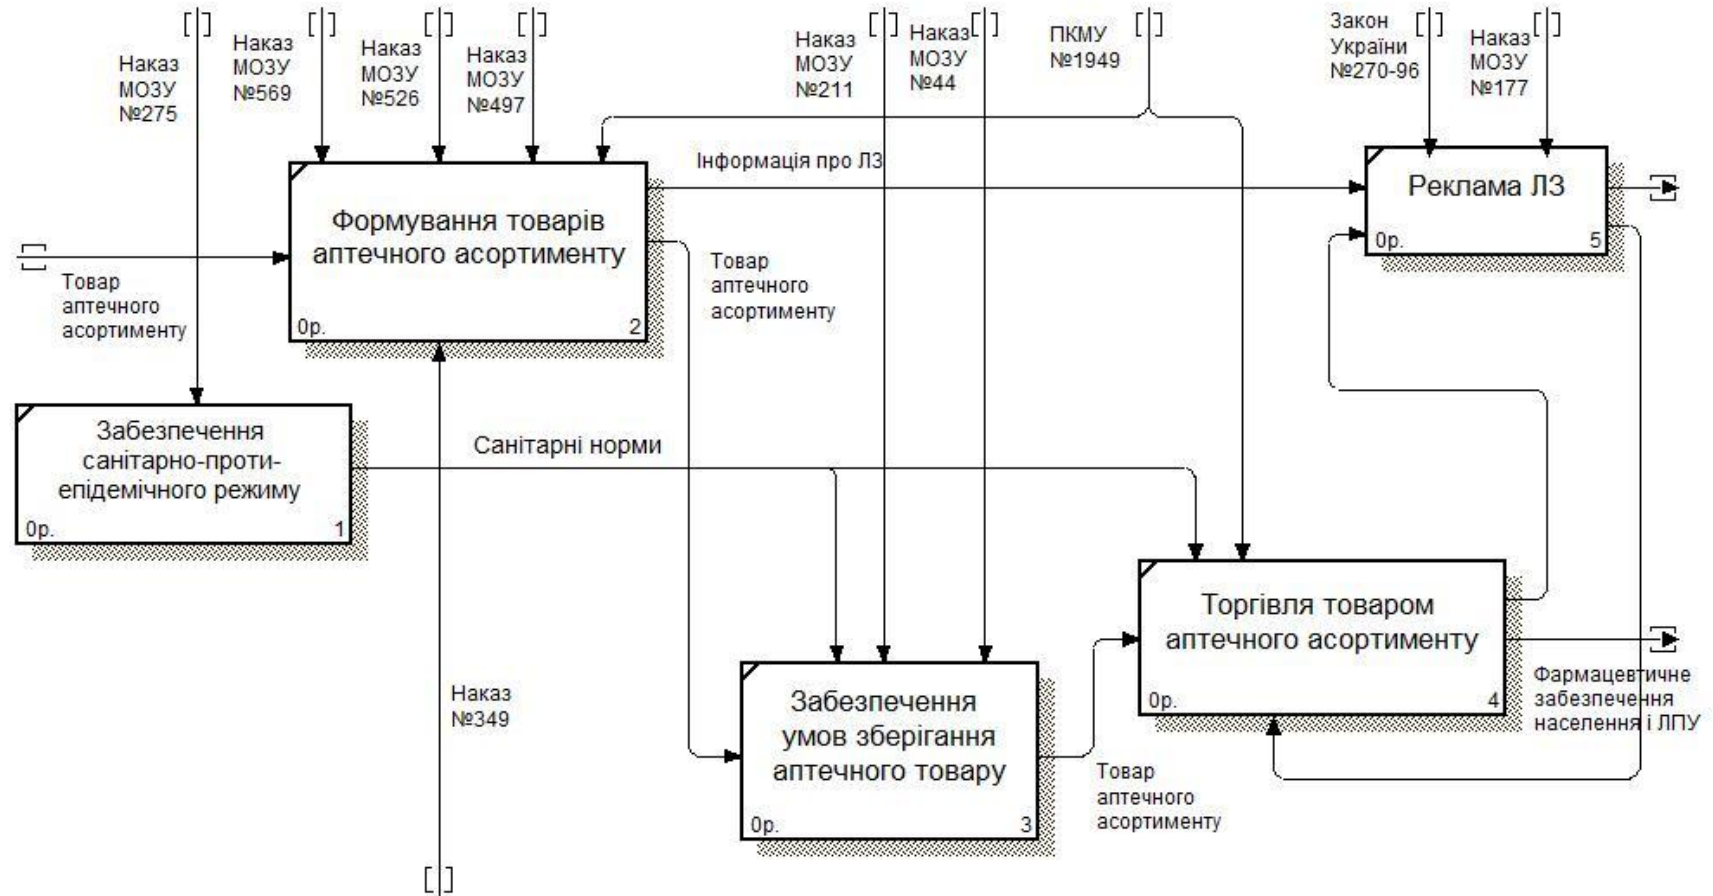 Наказ
МОЗУ
№275
Наказ
МОЗУ
№569
Наказ
МОЗУ
№526
Наказ
МОЗУ
№497
Наказ
МОЗУ
№211
Наказ
МОЗУ
№44
ПКМУ
№1949
Закон
України
№270-96
Наказ
МОЗУ
№177
Інформація про ЛЗ
Реклама ЛЗ
0р.
5
Формування товарів
аптечного асортименту
0р.
2
Товар
аптечного
асортименту
Товар
аптечного
асортименту
Забезпечення
санітарно-проти-
епідемічного режиму
0р.
1
Санітарні норми
Торгівля товаром
аптечного асортименту
0р.
4
Фармацевтичне
забезпечення
населення і ЛПУ
Наказ
№349
Забезпечення
умов зберігання
аптечного товару
0р.
3
Товар
аптечного
асортименту